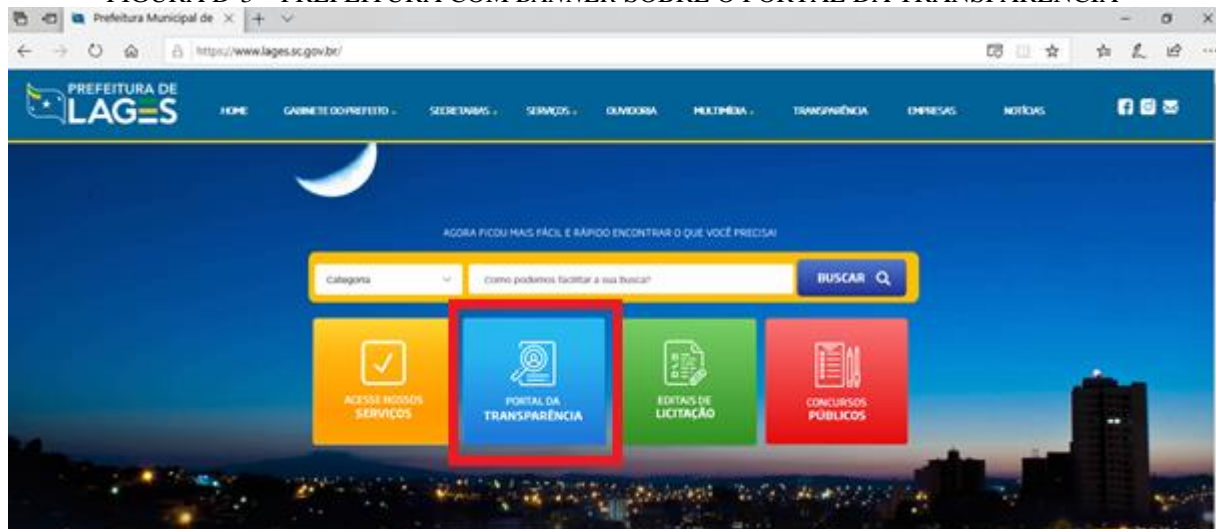 FIGURA B-3 – PREFEITURA COM BANNER SOBRE O PORTAL DA TRANSPARÊNCIA
Prefeitura Municipal de
https://www.lages.sc.gov.br/
PREFEITURA DE
LAGES
HOME GABINETE DO PREFEITO SECRETARIAS SERVIÇOS OUVIDORIA MULTIMÍDIA TRANSPARÊNCIA EMPRESAS NOTÍCIAS
AGORA FICOU MAIS FÁCIL E RÁPIDO ENCONTRAR O QUE VOCÊ PRECISA!
Categoria Como podemos facilitar a sua busca? BUSCAR
ACESSE NOSSOS
SERVIÇOS
PORTAL DA
TRANSPARÊNCIA
EDITAIS DE
LICITAÇÃO
CONCURSOS
PÚBLICOS